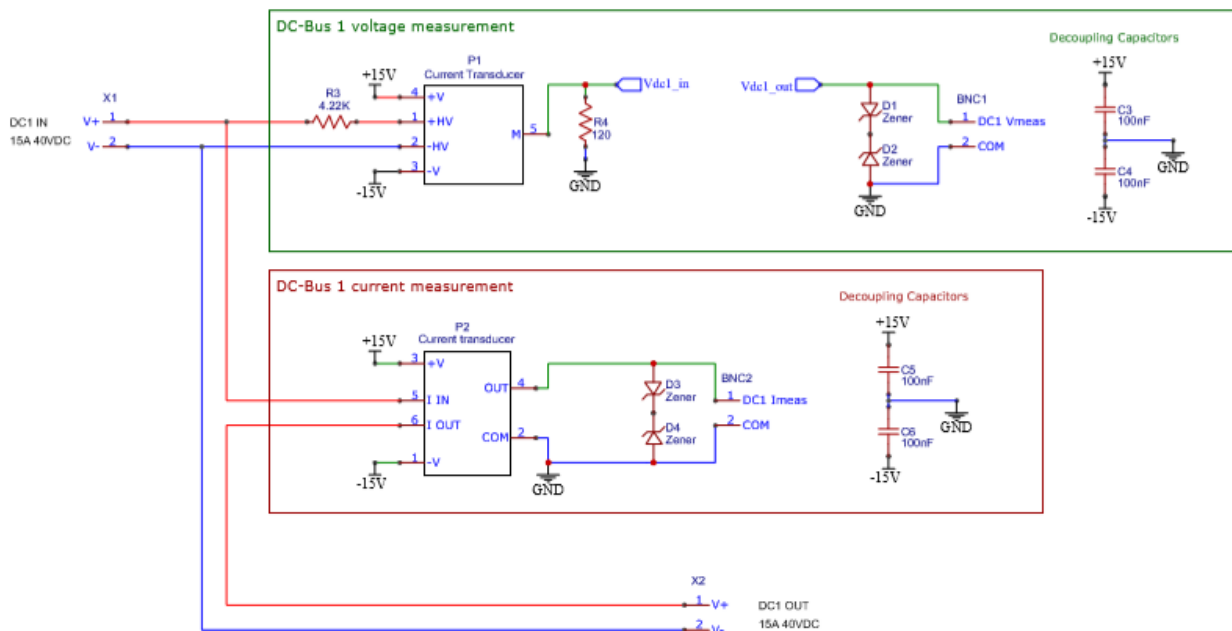 DC-Bus 1 voltage measurement
Decoupling Capacitors
P1
Current Transducer
+15V
4
+V
1
+HV
2
-HV
3
-V
-15V
M
5
X1
DC1 IN
15A 40VDC
V+
1
V-
2
R3
4.22K
R4
120
GND
Vdc1_in
Vdc1_out
D1
Zener
D2
Zener
GND
BNC1
1
DC1 Vmeas
2
COM
+15V
C3
100nF
GND
C4
100nF
-15V
DC-Bus 1 current measurement
Decoupling Capacitors
P2
Current transducer
+15V
3
+V
5
I IN
6
I OUT
1
-V
-15V
OUT
4
COM
2
GND
D3
Zener
D4
Zener
BNC2
1
DC1 Imeas
2
COM
+15V
C5
100nF
GND
C6
100nF
-15V
X2
1
V+
2
V-
DC1 OUT
15A 40VDC